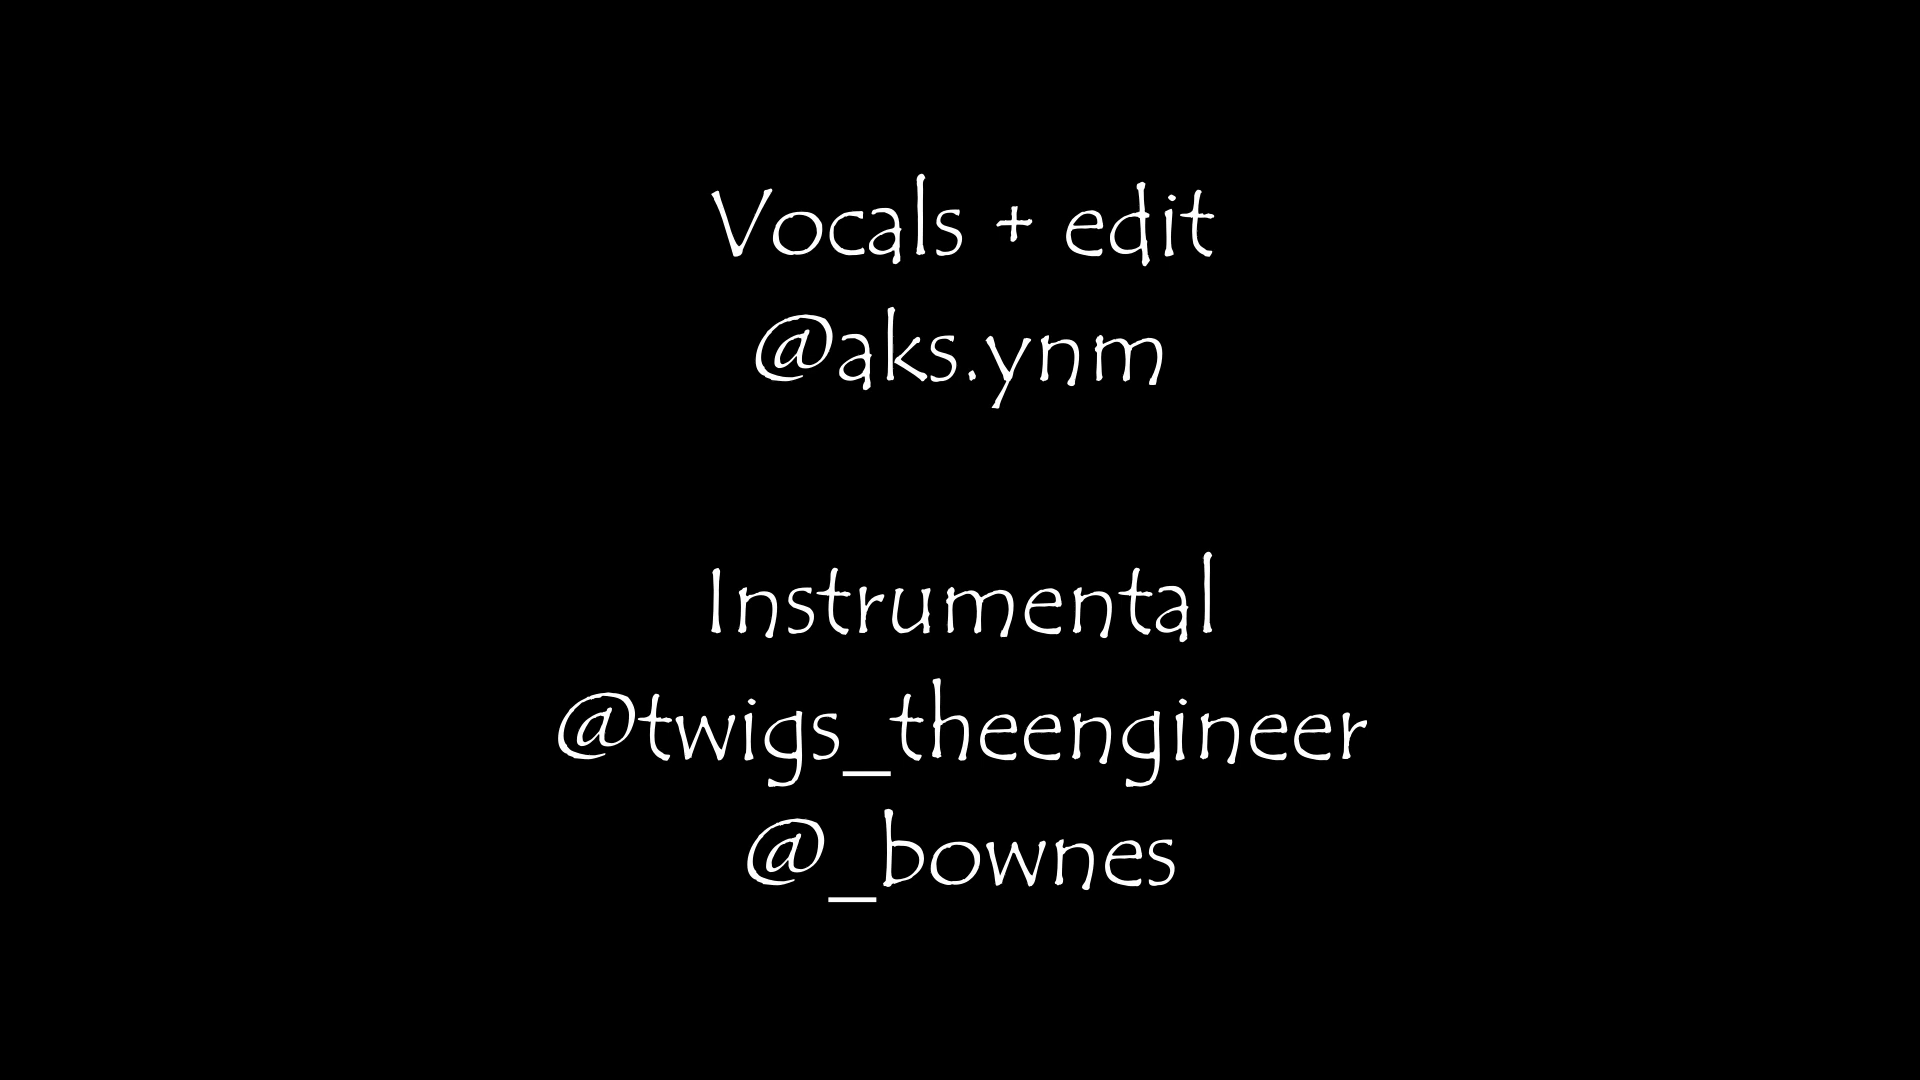 Vocals + edit
@aks.ynm
Instrumental
@twigs_theengineer
@_bownes